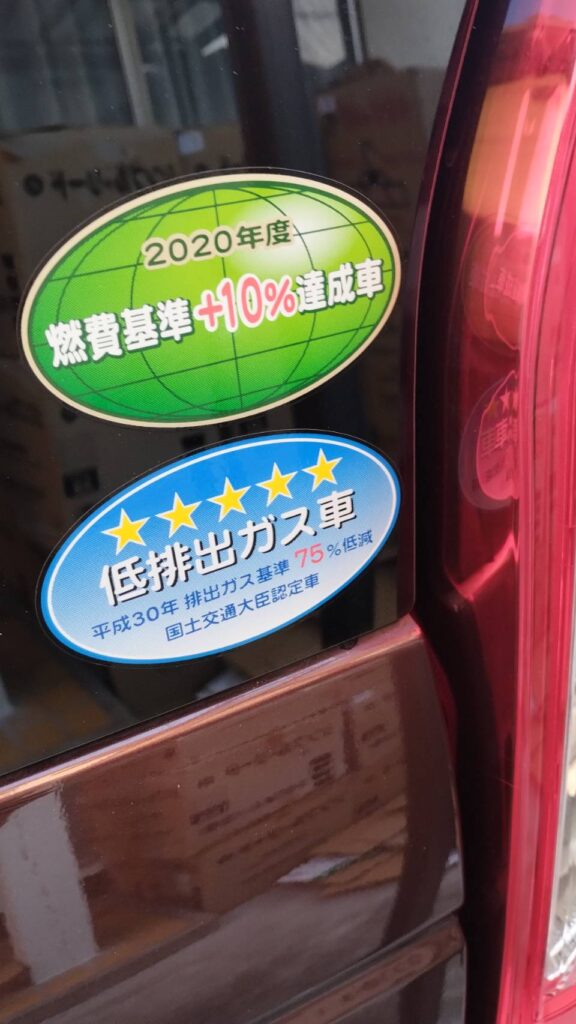 2020年度
燃費基準+10%達成車
低排出ガス車
平成30年 排出ガス基準 75%低減
国土交通大臣認定車